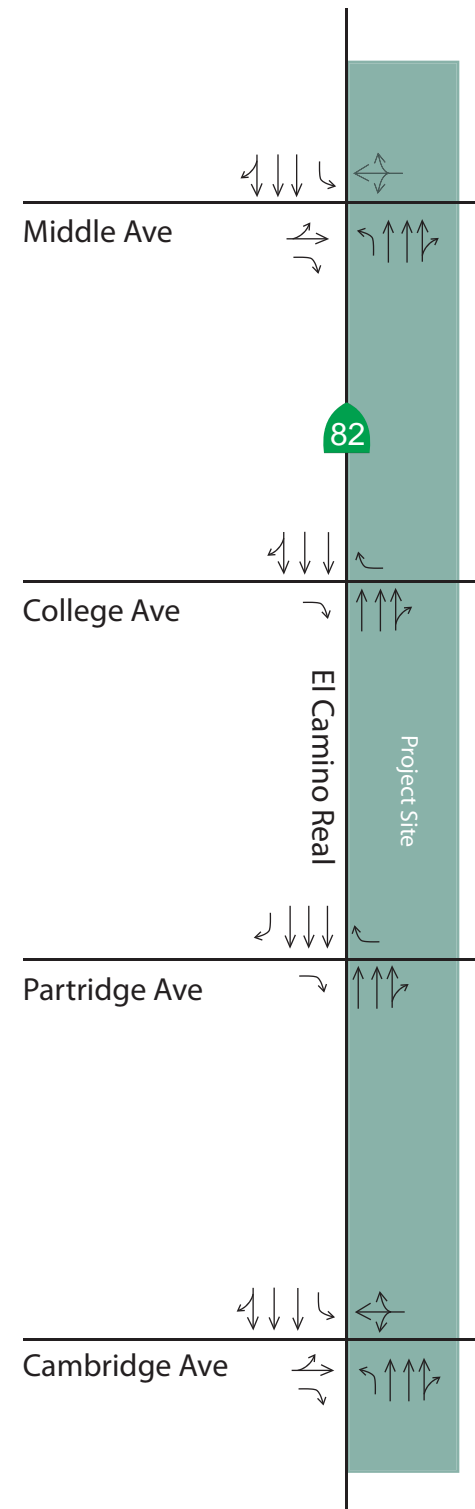 Middle Ave
82
College Ave
El Camino Real
Project Site
Partridge Ave
Cambridge Ave